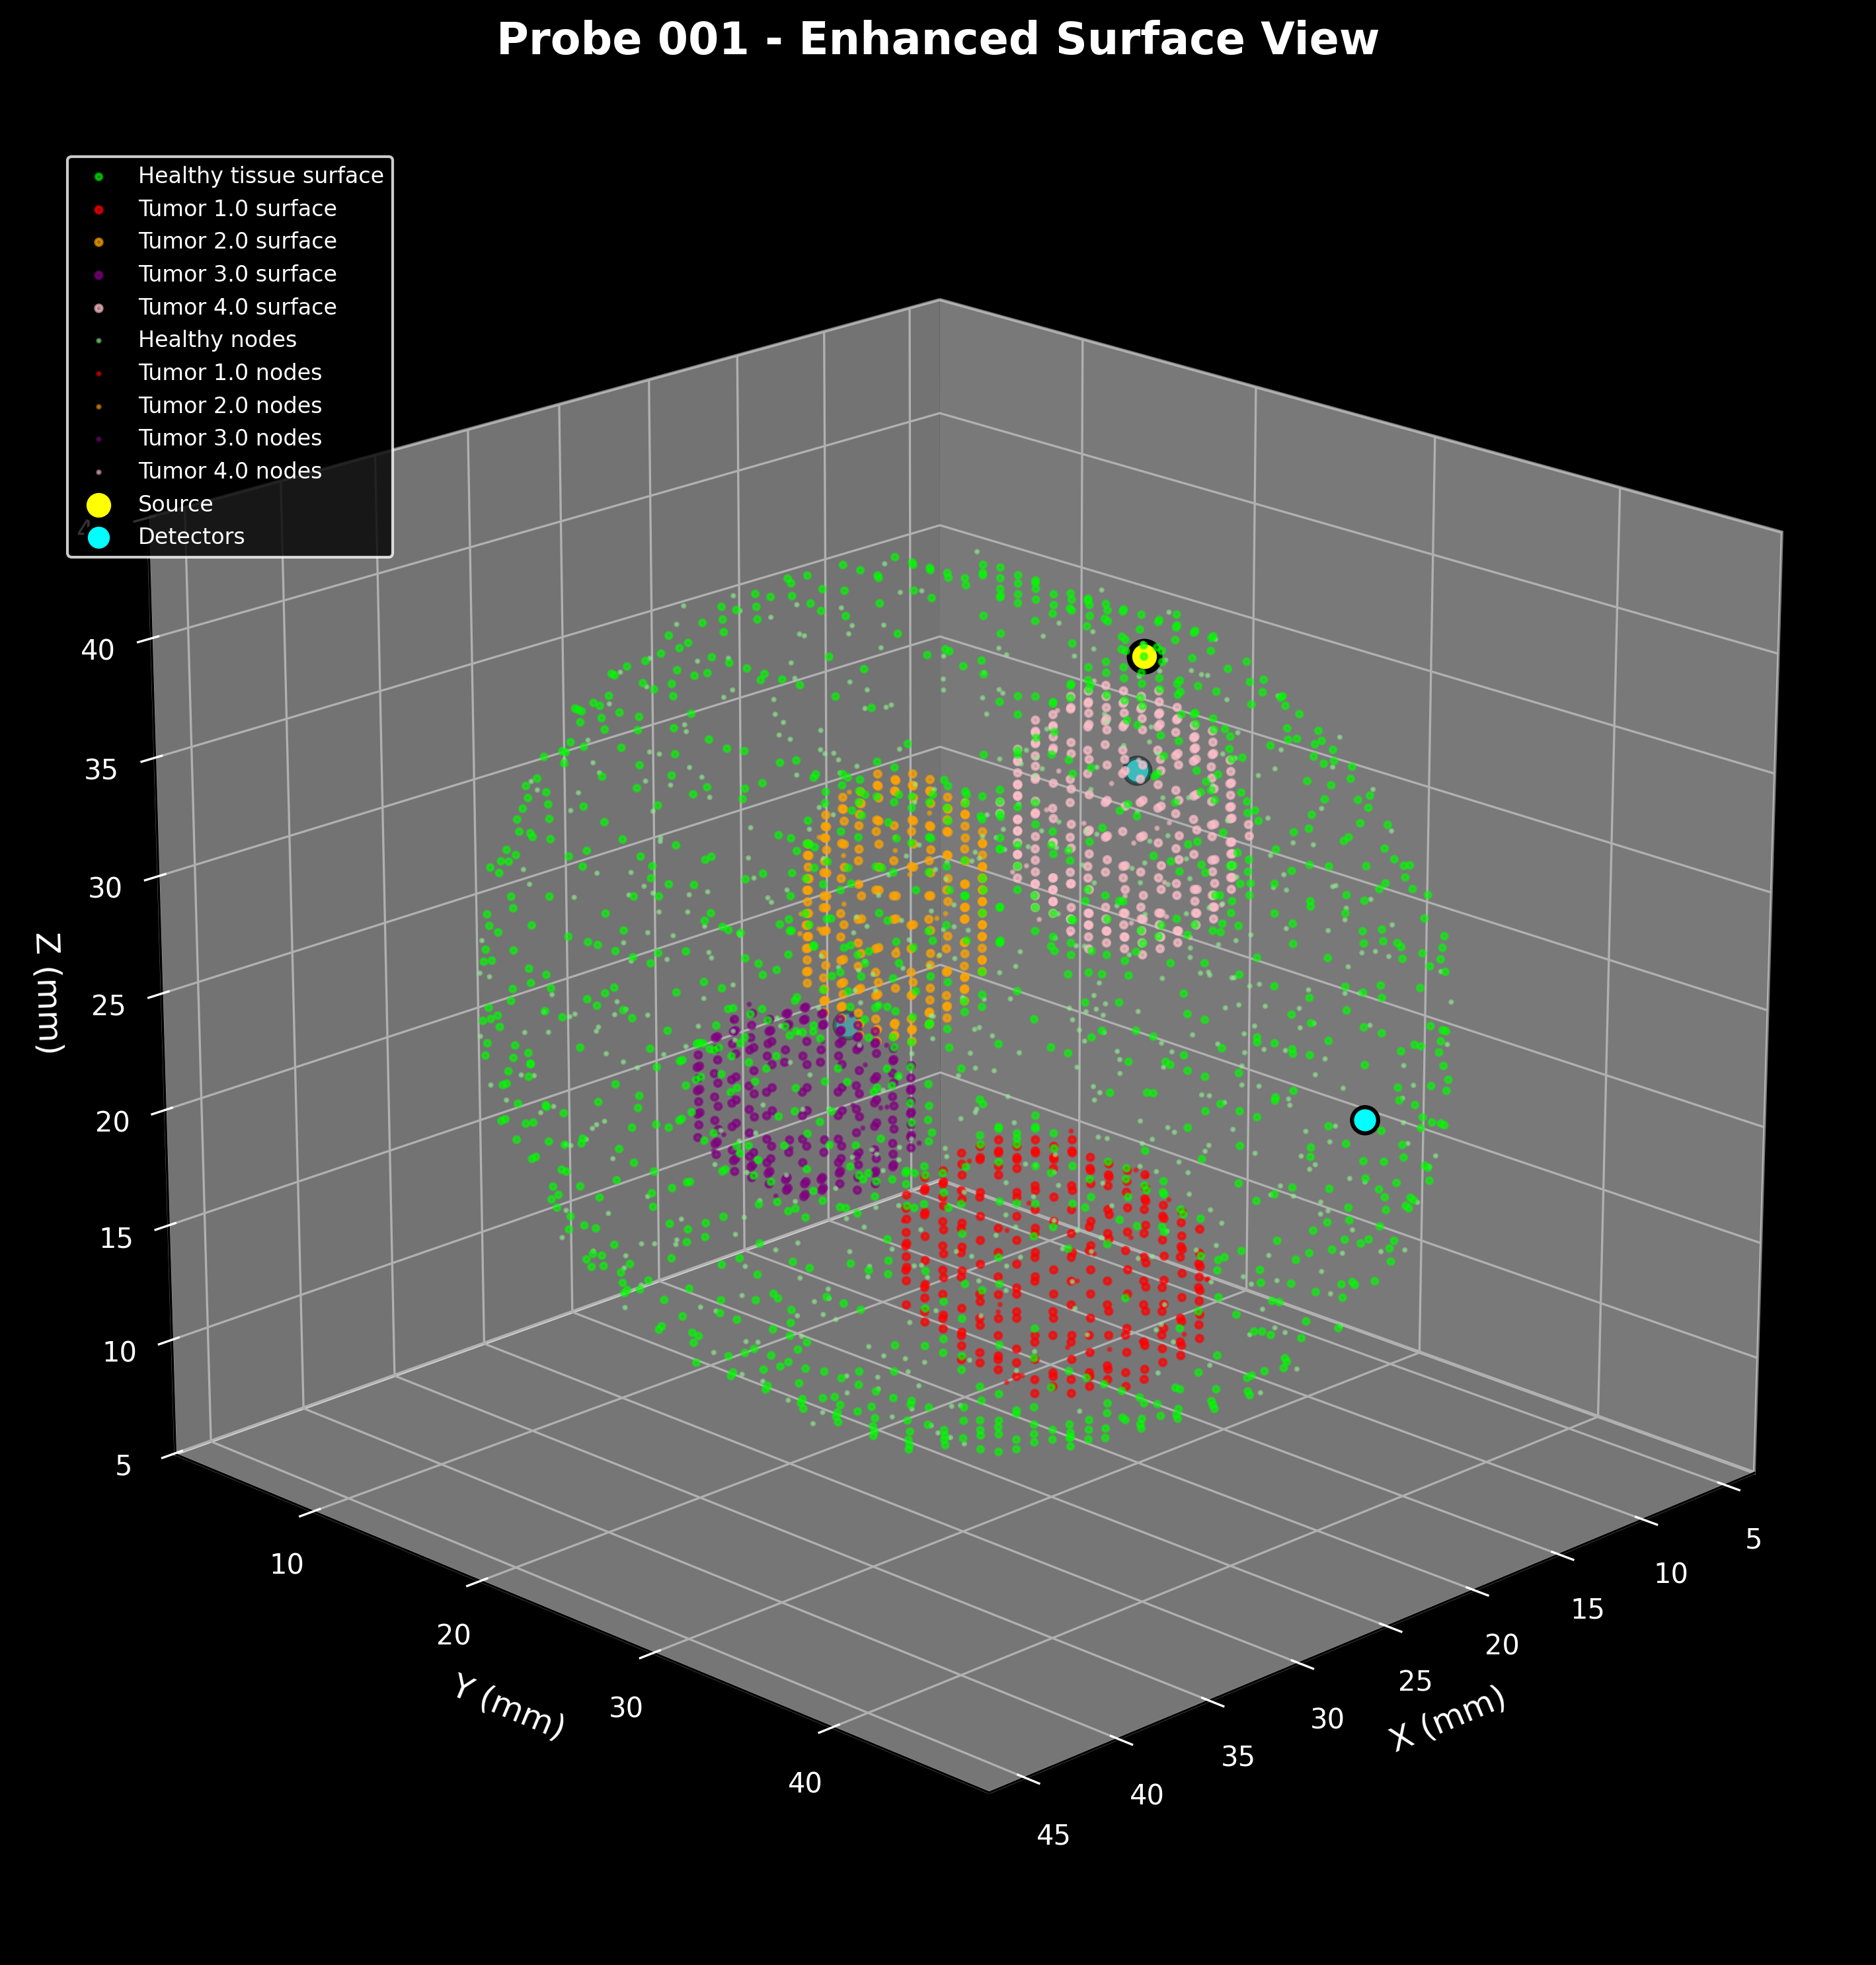 Probe 001 - Enhanced Surface View
Healthy tissue surface
Tumor 1.0 surface
Tumor 2.0 surface
Tumor 3.0 surface
Tumor 4.0 surface
Healthy nodes
Tumor 1.0 nodes
Tumor 2.0 nodes
Tumor 3.0 nodes
Tumor 4.0 nodes
Source
Detectors
40
35
30
25
20
15
10
5
Z (mm)
10
20
30
40
Y (mm)
5
10
15
20
25
30
35
40
45
X (mm)